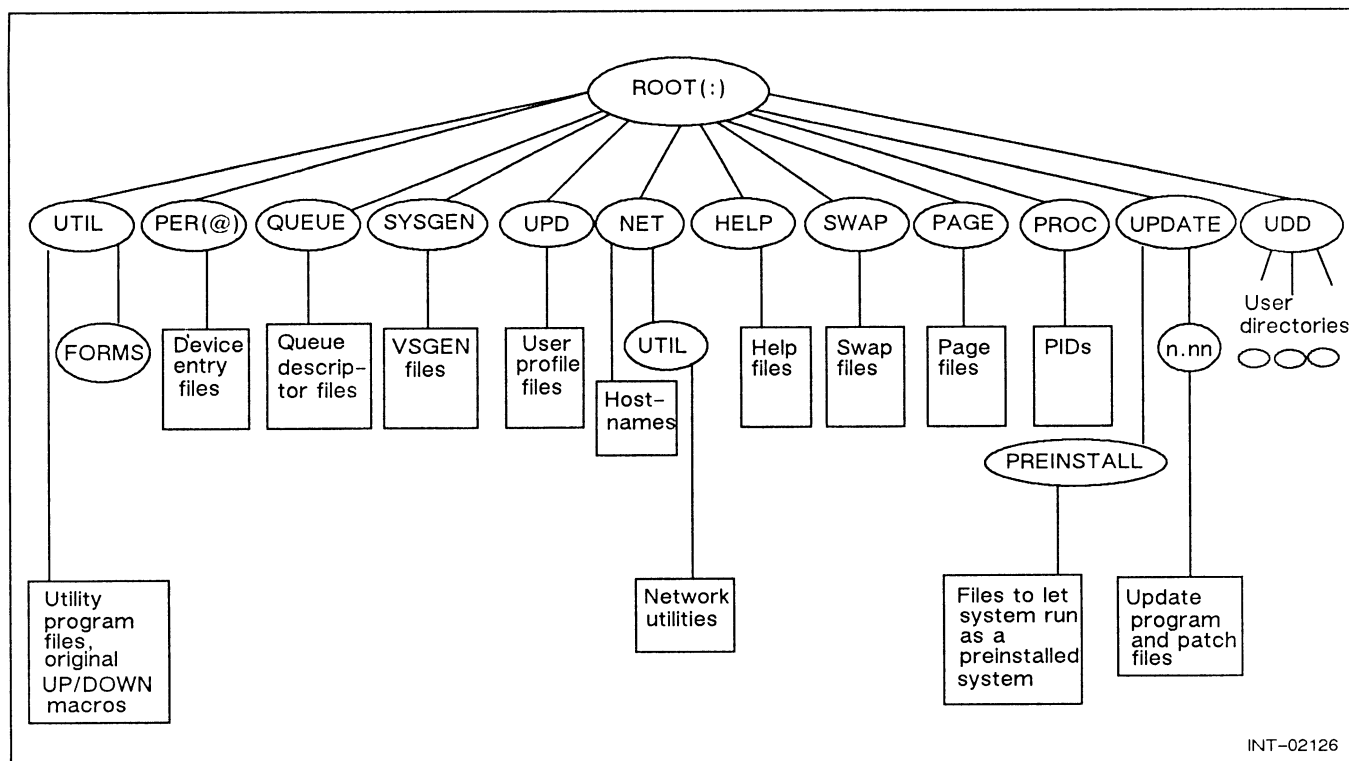 ROOT(:)
UTIL
PER(@)
QUEUE
SYSGEN
UPD
NET
HELP
SWAP
PAGE
PROC
UPDATE
UDD
FORMS
Device
entry
files
Queue
descrip-
tor files
VSGEN
files
User
profile
files
Host-
names
UTIL
Help
files
Swap
files
Page
files
PIDs
n.nn
User
directories
PREINSTALL
Utility
program
files,
original
UP/DOWN
macros
Network
utilities
Files to let
system run
as a
preinstalled
system
Update
program
and patch
files
INT-02126